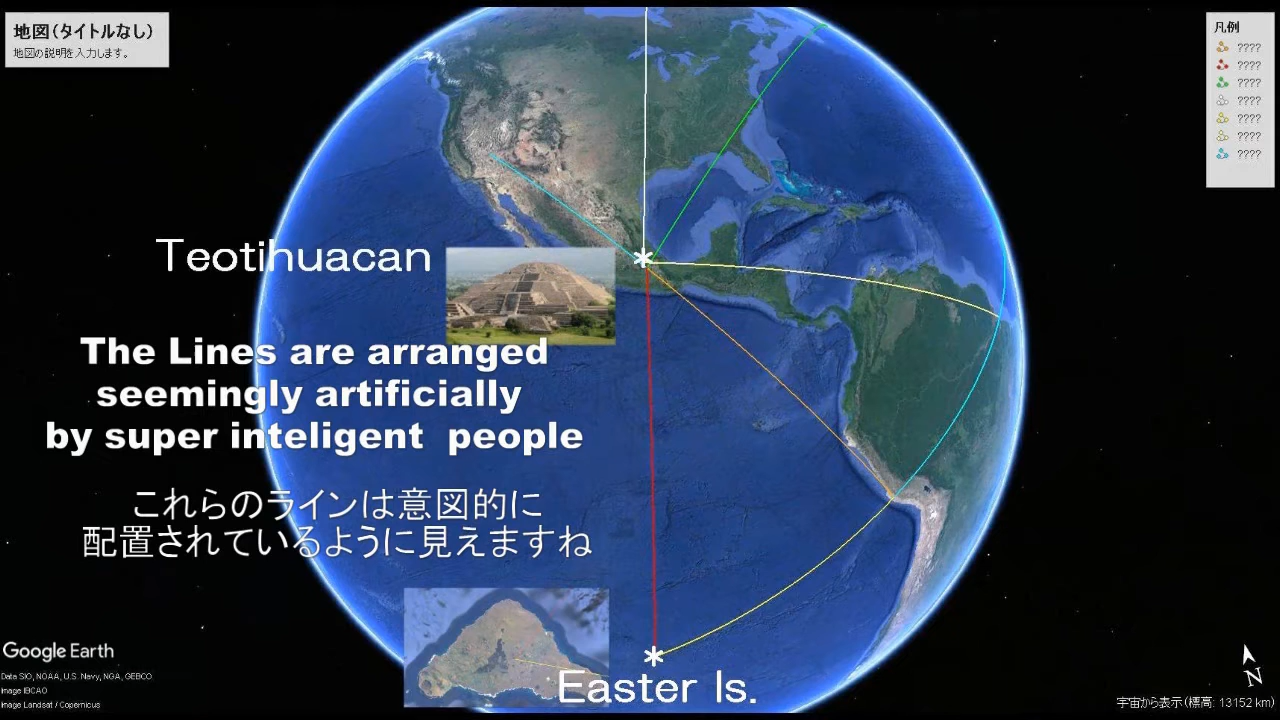 地図(タイトルなし)
地図の説明を入力します。
凡例
????
????
????
????
????
????
????
Teotihuacan
The Lines are arranged
seemingly artificially
by super inteligent people
これらのラインは意図的に
配置されているように見えますね
Easter Is.
Google Earth
Data SIO, NOAA, U.S. Navy, NGA, GEBCO
Image IBCAO
Image Landsat / Copernicus
N
宇宙から表示(標高: 13152 km)